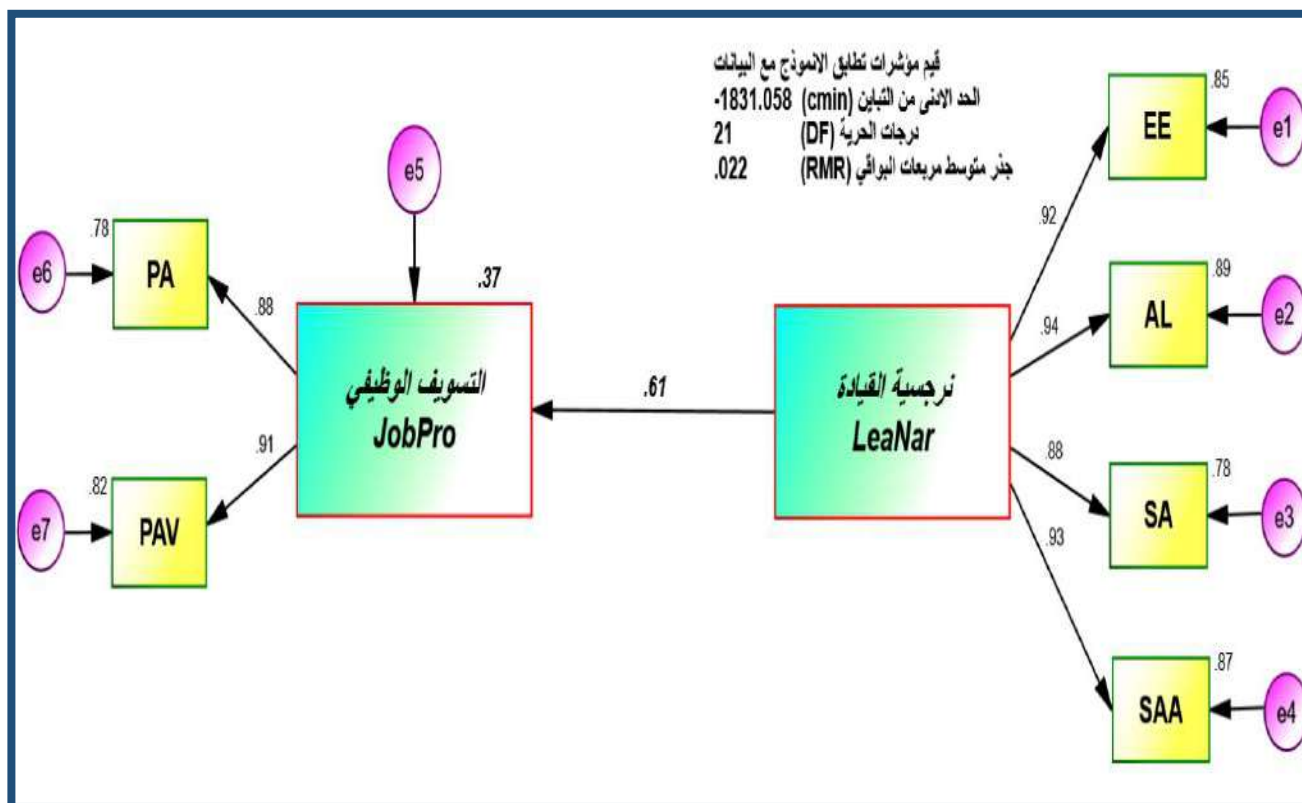 قيم مؤشرات تطابق الانموذج مع البيانات
الحد الادنى من التباين (cmin) -1831.058
درجات الحرية (DF) 21
جذر متوسط مربعات البواقي (RMR) .022
.85
EE
e1
.92
e5
.78
PA
e6
.89
AL
e2
.94
.88
.37
التسويف الوظيفي
JobPro
.61
نرجسية القيادة
LeaNar
.91
.88
.82
PAV
e7
.78
SA
e3
.93
.87
SAA
e4